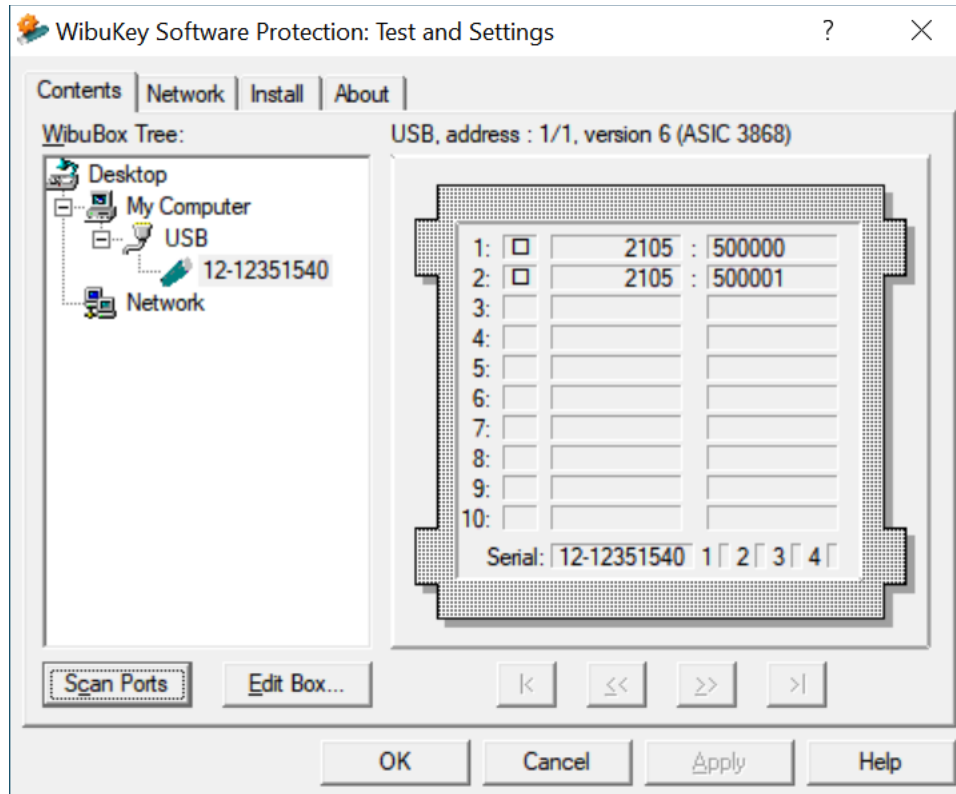 WibuKey Software Protection: Test and Settings ? ×
Contents Network Install About
WibuBox Tree:
Desktop
My Computer
USB
12-12351540
Network
USB, address : 1/1, version 6 (ASIC 3868)
1: 2105 : 500000
2: 2105 : 500001
3:
4:
5:
6:
7:
8:
9:
10:
Serial: 12-12351540 1 2 3 4
Scan Ports Edit Box... |< << >> >|
OK Cancel Apply Help